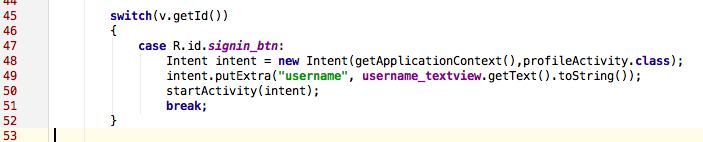 44
45 switch(v.getId())
46 {
47 case R.id.signin_btn:
48 Intent intent = new Intent(getApplicationContext(),profileActivity.class);
49 intent.putExtra("username", username_textview.getText().toString());
50 startActivity(intent);
51 break;
52 }
53